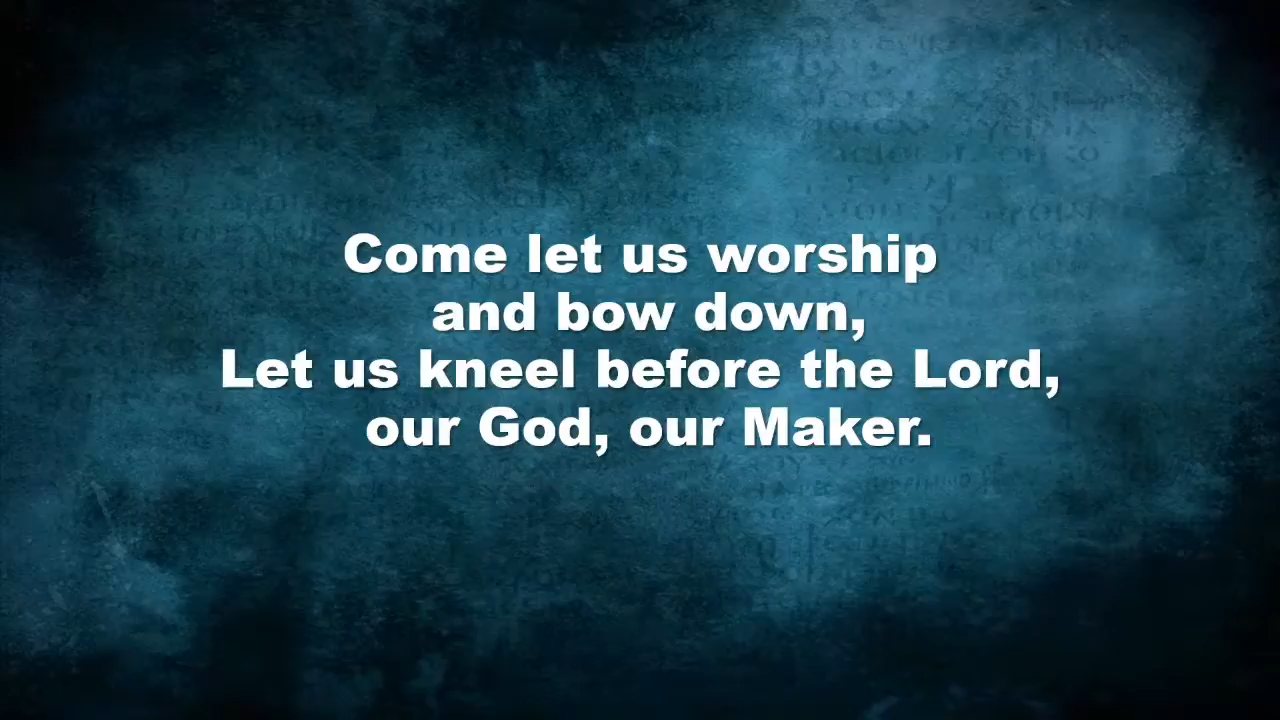 Come let us worship
and bow down,
Let us kneel before the Lord,
our God, our Maker.